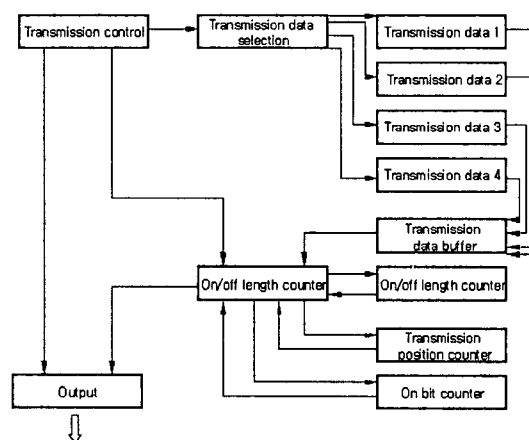 Transmission control
Transmission data
selection
Transmission data 1
Transmission data 2
Transmission data 3
Transmission data 4
Transmission
data buffer
On/off length counter
On/off length counter
Transmission
position counter
On bit counter
Output